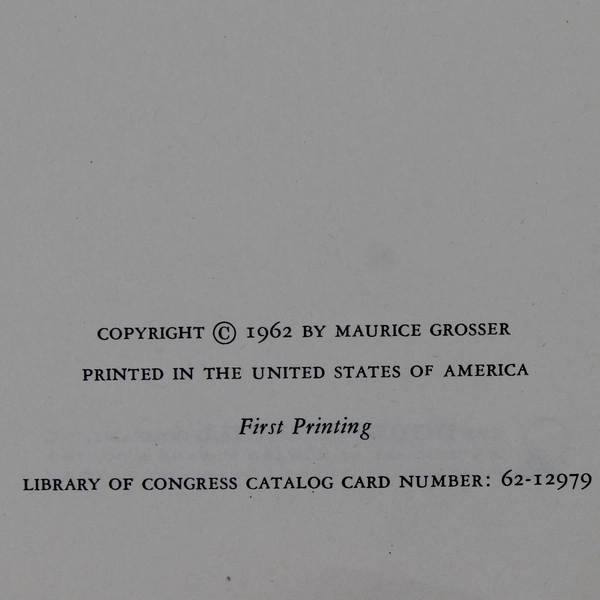 COPYRIGHT © 1962 BY MAURICE GROSSER
PRINTED IN THE UNITED STATES OF AMERICA
First Printing
LIBRARY OF CONGRESS CATALOG CARD NUMBER: 62-12979